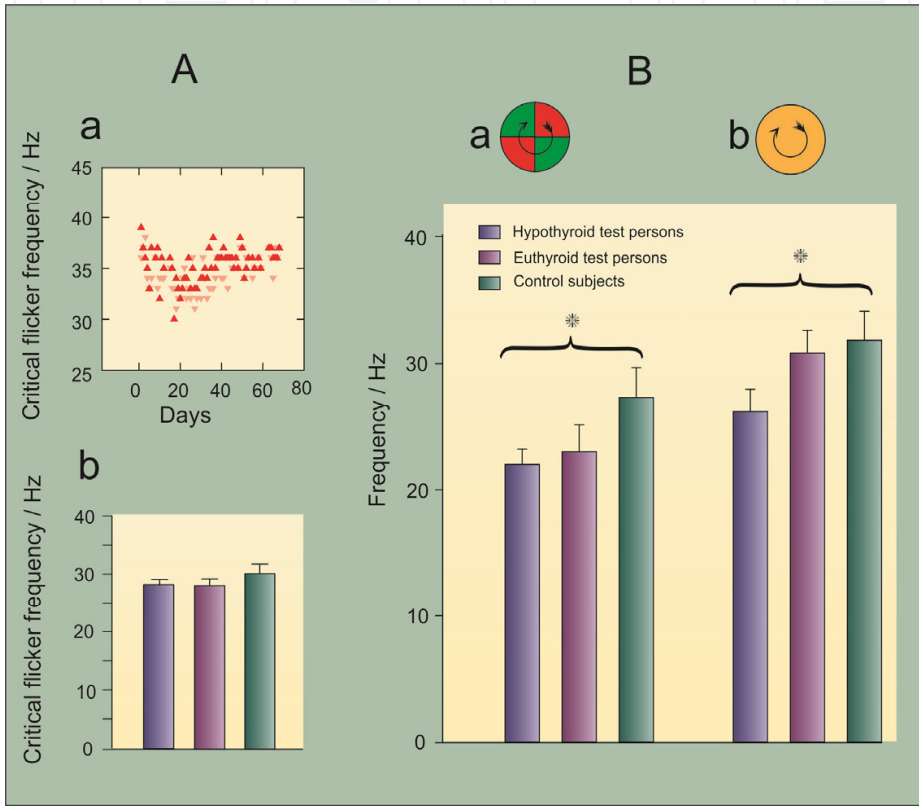 A
a
Critical flicker frequency / Hz
45
40
35
30
25
0
20
40
60
80
Days
b
Critical flicker frequency / Hz
40
30
20
10
0
B
a
b
Frequency / Hz
40
30
20
10
0
Hypothyroid test persons
Euthyroid test persons
Control subjects